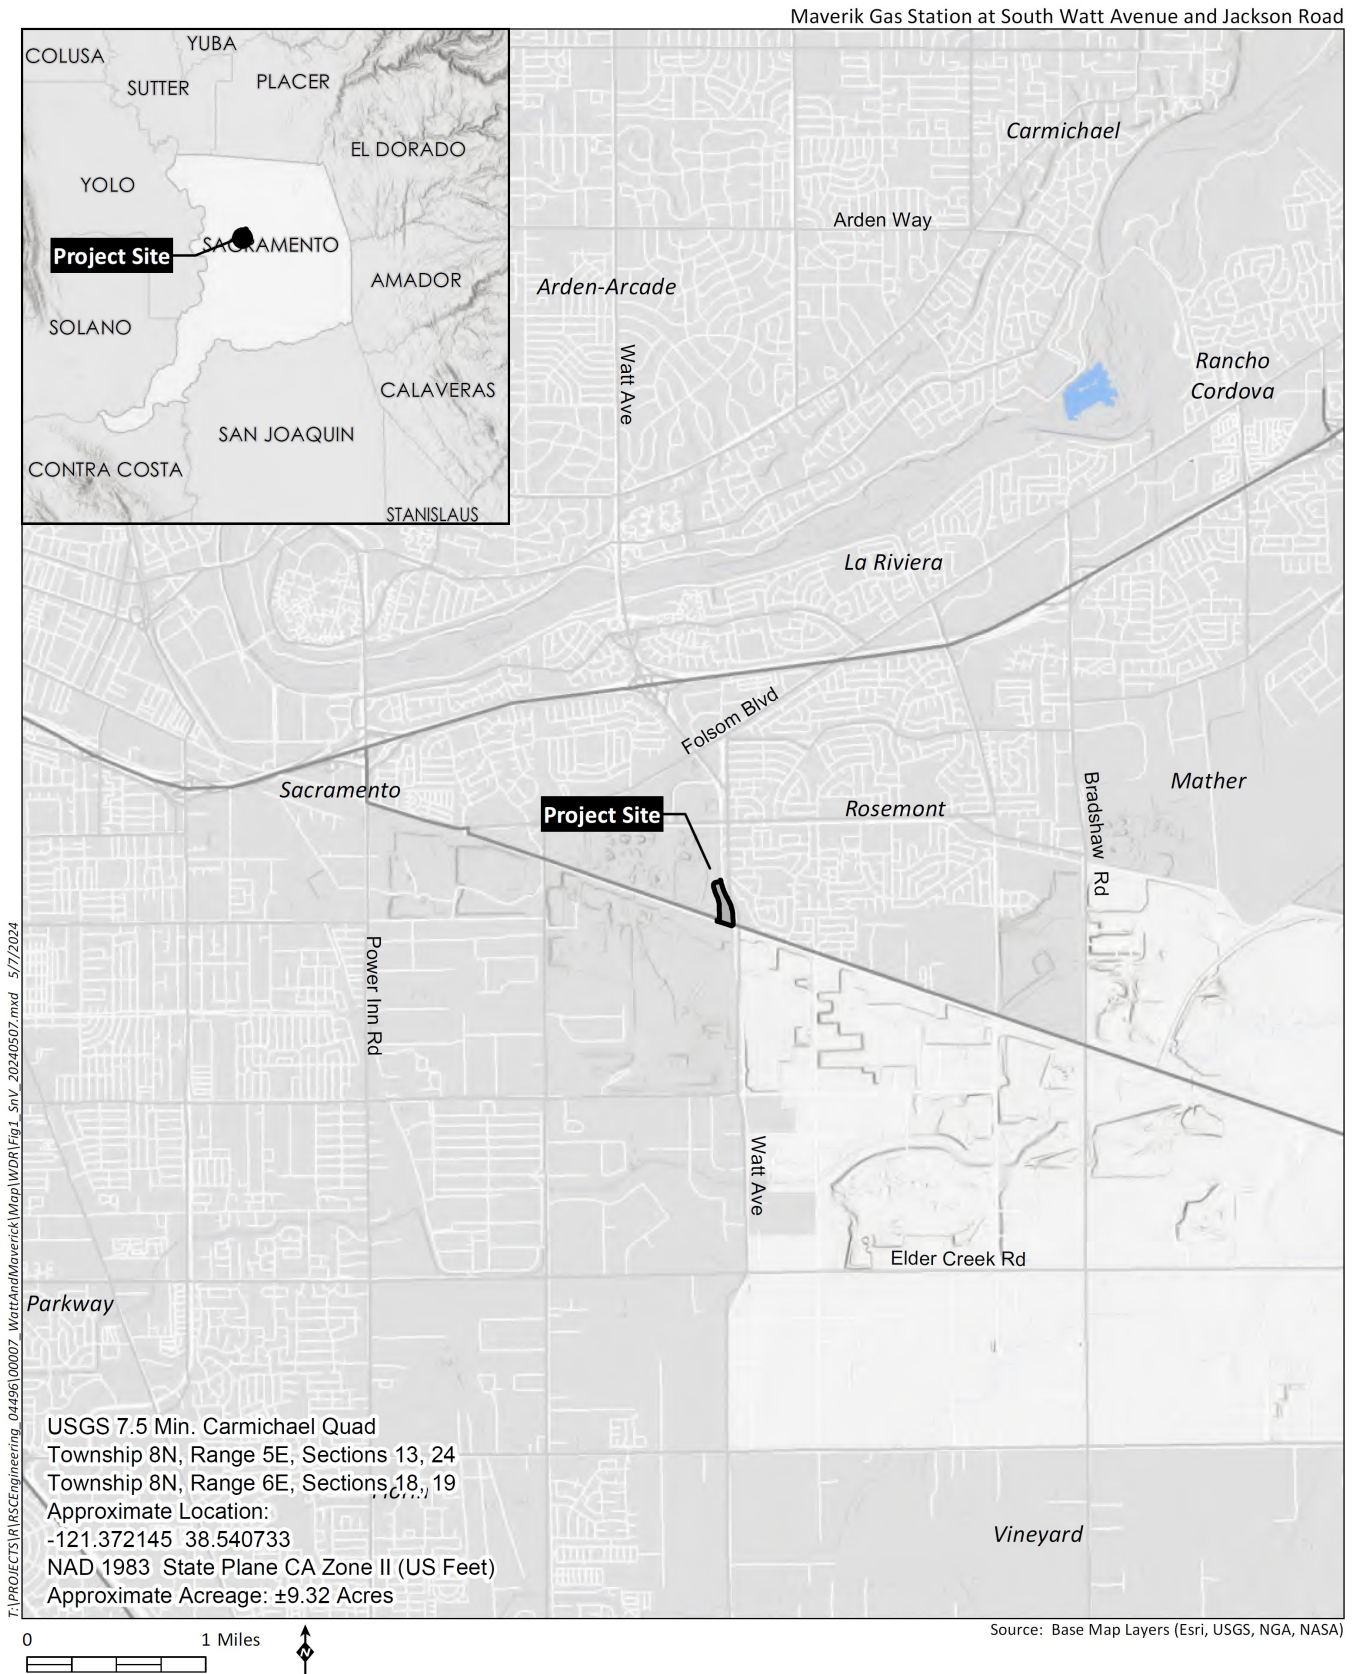 Maverik Gas Station at South Watt Avenue and Jackson Road
COLUSA
YUBA
SUTTER
PLACER
EL DORADO
YOLO
Project Site
SACRAMENTO
AMADOR
SOLANO
CALAVERAS
SAN JOAQUIN
CONTRA COSTA
STANISLAUS
Carmichael
Arden Way
Arden-Arcade
Watt Ave
Rancho
Cordova
La Riviera
Folsom Blvd
Sacramento
Project Site
Rosemont
Bradshaw Rd
Mather
Power Inn Rd
Watt Ave
Elder Creek Rd
Parkway
Vineyard
USGS 7.5 Min. Carmichael Quad
Township 8N, Range 5E, Sections 13, 24
Township 8N, Range 6E, Sections 18, 19
Approximate Location:
-121.372145 38.540733
NAD 1983 State Plane CA Zone II (US Feet)
Approximate Acreage: ±9.32 Acres
T:\PROJECTS\R\RSCEngineering_04496\00007_WattAndMaverick\Map\WDR\Fig1_SnV_20240507.mxd 5/7/2024
0 1 Miles
N
Source: Base Map Layers (Esri, USGS, NGA, NASA)